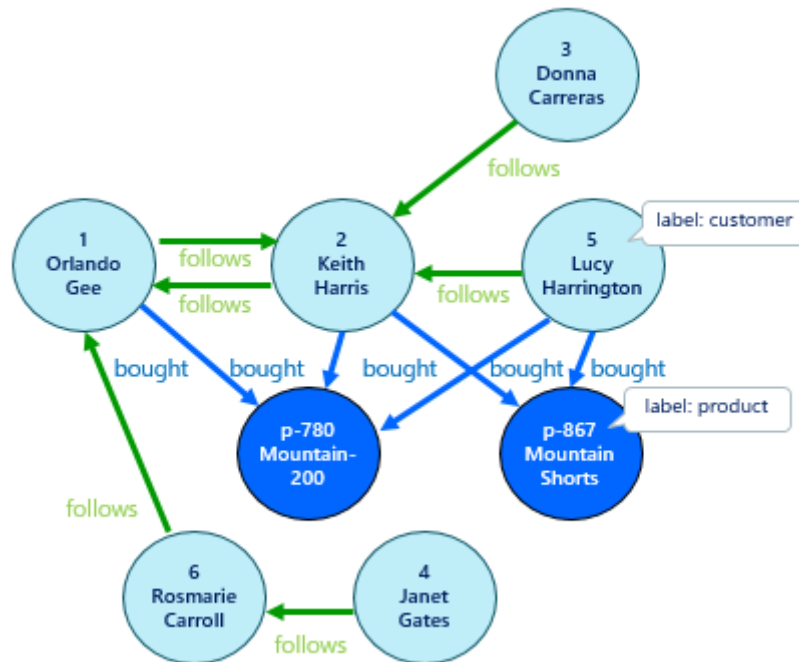 3
Donna
Carreras
follows
1
Orlando
Gee
follows
follows
2
Keith
Harris
follows
5
Lucy
Harrington
label: customer
bought
bought
bought
bought
bought
p-780
Mountain-
200
p-867
Mountain
Shorts
label: product
follows
6
Rosmarie
Carroll
follows
4
Janet
Gates